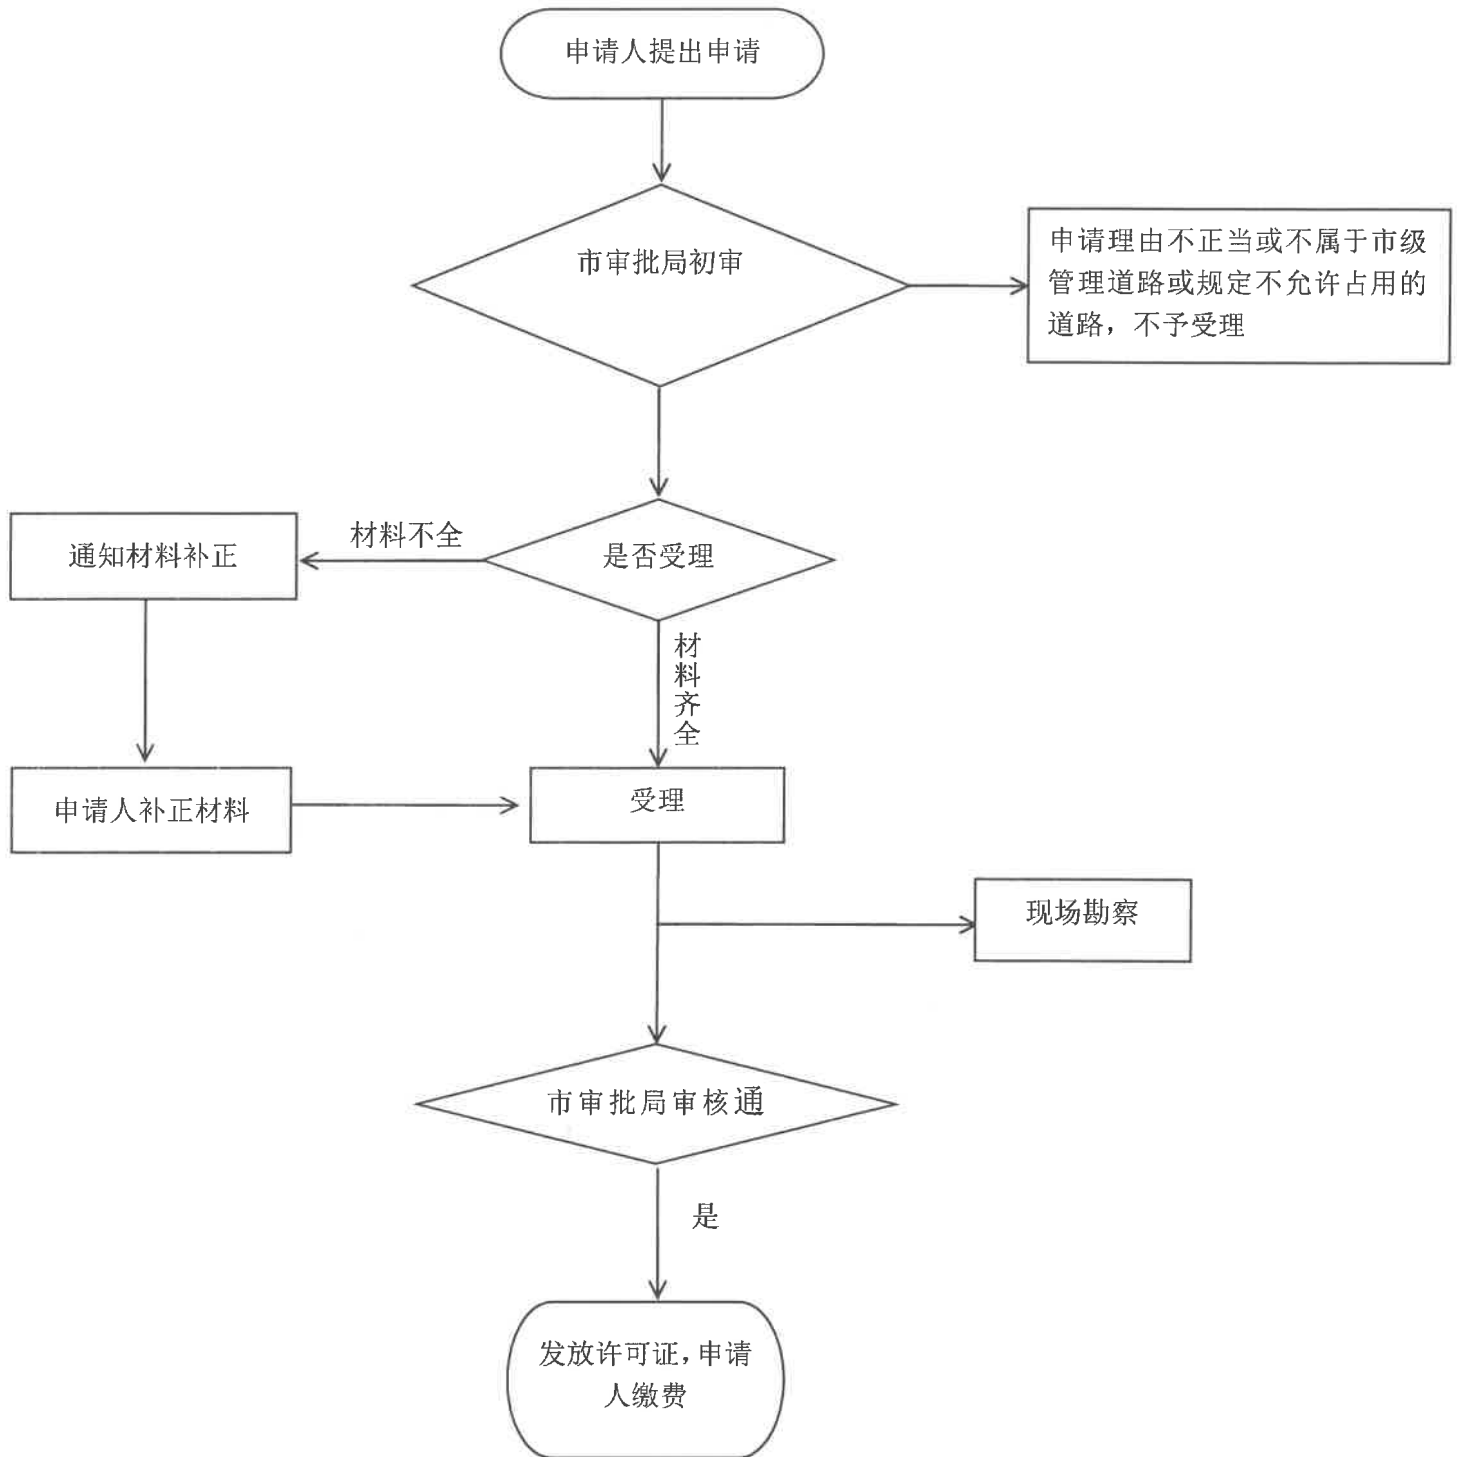 申请人提出申请
市审批局初审
申请理由不正当或不属于市级
管理道路或规定不允许占用的
道路，不予受理
材料不全
通知材料补正
是否受理
材料齐全
申请人补正材料
受理
现场勘察
市审批局审核通
是
发放许可证，申请
人缴费